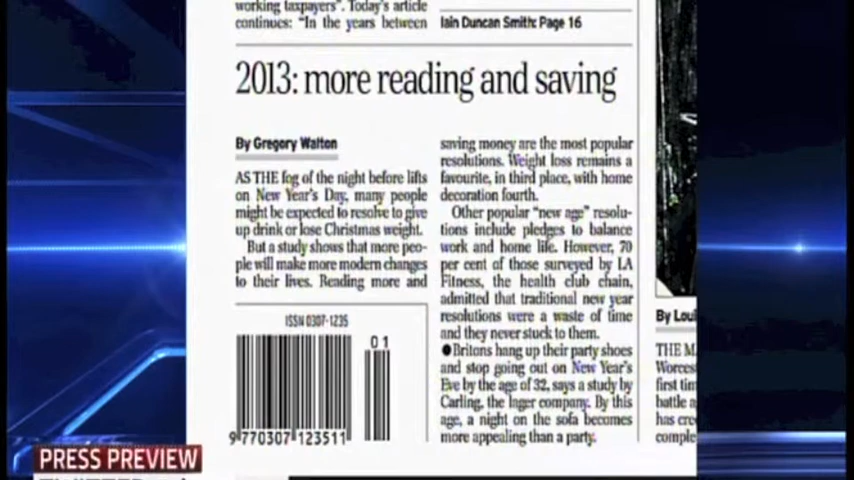 working taxpayers". Today's article
continues: "In the years between
Iain Duncan Smith: Page 16
2013: more reading and saving
By Gregory Walton
AS THE fog of the night before lifts
on New Year's Day, many people
might be expected to resolve to give
up drink or lose Christmas weight.
But a study shows that more peo-
ple will make more modern changes
to their lives. Reading more and
saving money are the most popular
resolutions. Weight loss remains a
favourite, in third place, with home
decoration fourth.
Other popular "new age" resolu-
tions include pledges to balance
work and home life. However, 70
per cent of those surveyed by LA
Fitness, the health club chain,
admitted that traditional new year
resolutions were a waste of time
and they never stuck to them.
●Britons hang up their party shoes
and stop going out on New Year's
Eve by the age of 32, says a study by
Carling, the lager company. By this
age, a night on the sofa becomes
more appealing than a party.
ISSN 0307-1235
01
9 770307 123511
By Loui
THE M
Worces
first tim
battle a
has cre
comple
PRESS PREVIEW